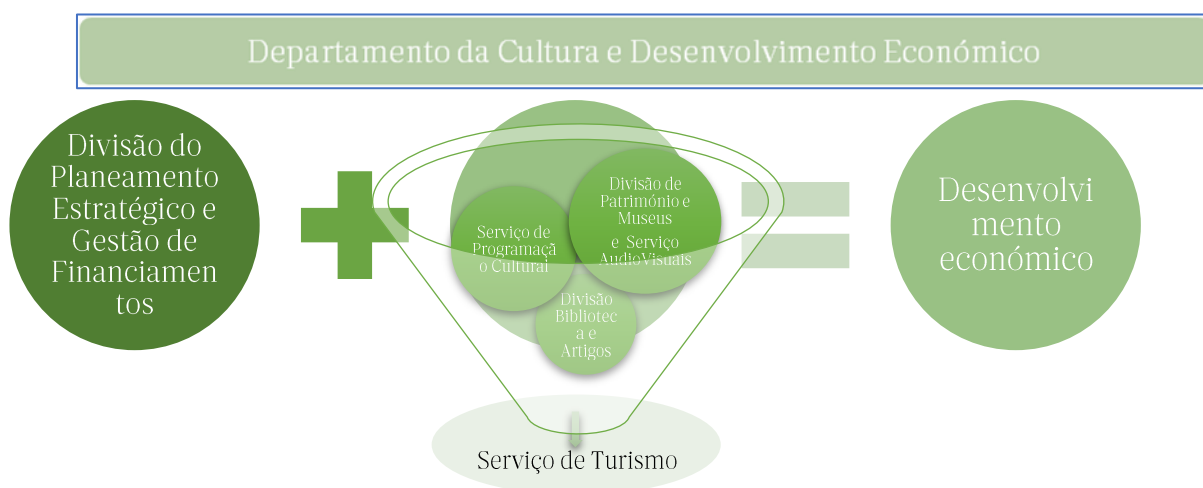 Departamento da Cultura e Desenvolvimento Económico
Divisão do
Planeamento
Estratégico e
Gestão de
Financiamen
tos
Serviço de
Programaçã
o Cultural
Divisão de
Património e
Museus
e Serviço
AudioVisuais
Divisão
Bibliotec
a e
Artigos
Serviço de Turismo
Desenvolvi
mento
económico